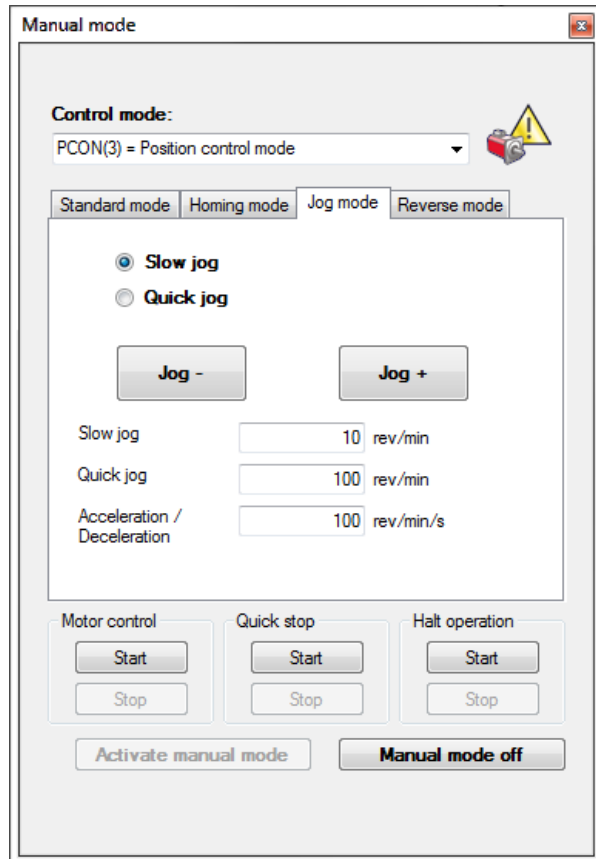 Manual mode
Control mode:
PCON(3) = Position control mode
Standard mode Homing mode Jog mode Reverse mode
Slow jog
Quick jog
Jog - Jog +
Slow jog 10 rev/min
Quick jog 100 rev/min
Acceleration / 100 rev/min/s
Deceleration
Motor control Quick stop Halt operation
Start Start Start
Stop Stop Stop
Activate manual mode Manual mode off